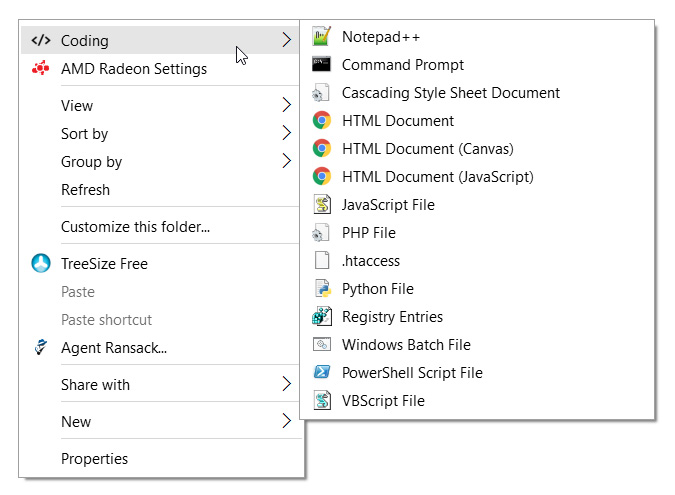 Coding
AMD Radeon Settings
View
Sort by
Group by
Refresh
Customize this folder...
TreeSize Free
Paste
Paste shortcut
Agent Ransack...
Share with
New
Properties
Notepad++
Command Prompt
Cascading Style Sheet Document
HTML Document
HTML Document (Canvas)
HTML Document (JavaScript)
JavaScript File
PHP File
.htaccess
Python File
Registry Entries
Windows Batch File
PowerShell Script File
VBScript File